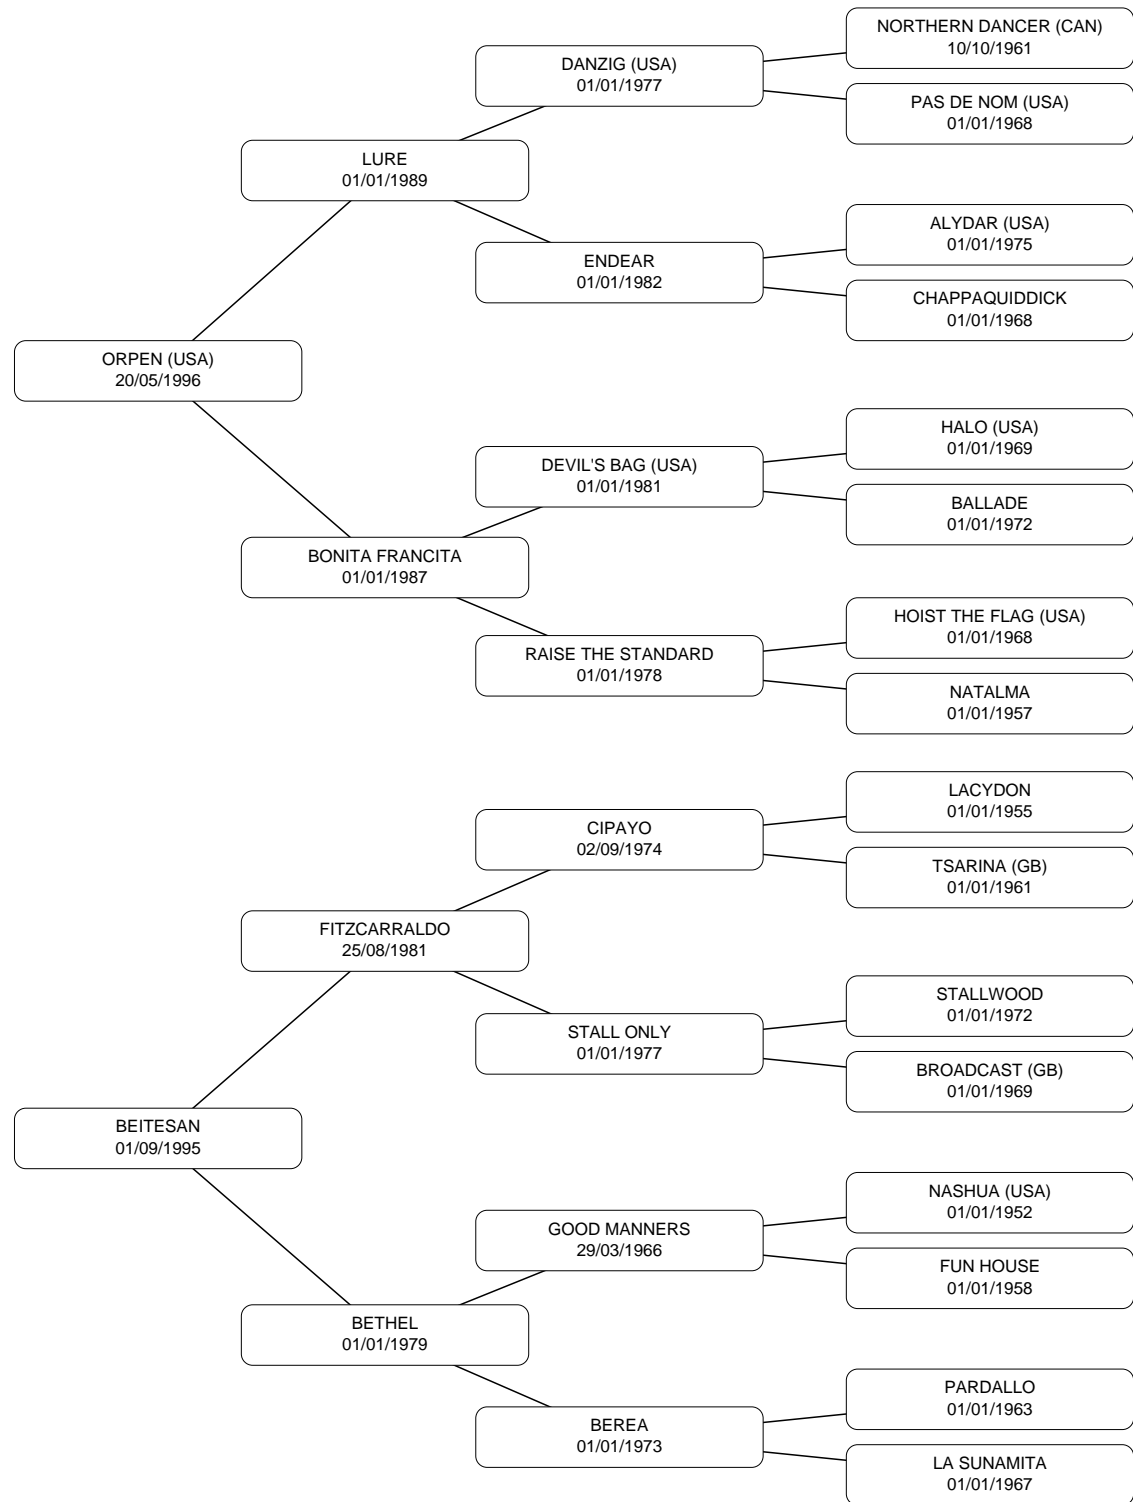 NORTHERN DANCER (CAN)
10/10/1961
DANZIG (USA)
01/01/1977
PAS DE NOM (USA)
01/01/1968
LURE
01/01/1989
ALYDAR (USA)
01/01/1975
ENDEAR
01/01/1982
CHAPPAQUIDDICK
01/01/1968
ORPEN (USA)
20/05/1996
HALO (USA)
01/01/1969
DEVIL'S BAG (USA)
01/01/1981
BALLADE
01/01/1972
BONITA FRANCITA
01/01/1987
HOIST THE FLAG (USA)
01/01/1968
RAISE THE STANDARD
01/01/1978
NATALMA
01/01/1957
LACYDON
01/01/1955
CIPAYO
02/09/1974
TSARINA (GB)
01/01/1961
FITZCARRALDO
25/08/1981
STALLWOOD
01/01/1972
STALL ONLY
01/01/1977
BROADCAST (GB)
01/01/1969
BEITESAN
01/09/1995
NASHUA (USA)
01/01/1952
GOOD MANNERS
29/03/1966
FUN HOUSE
01/01/1958
BETHEL
01/01/1979
PARDALLO
01/01/1963
BEREA
01/01/1973
LA SUNAMITA
01/01/1967